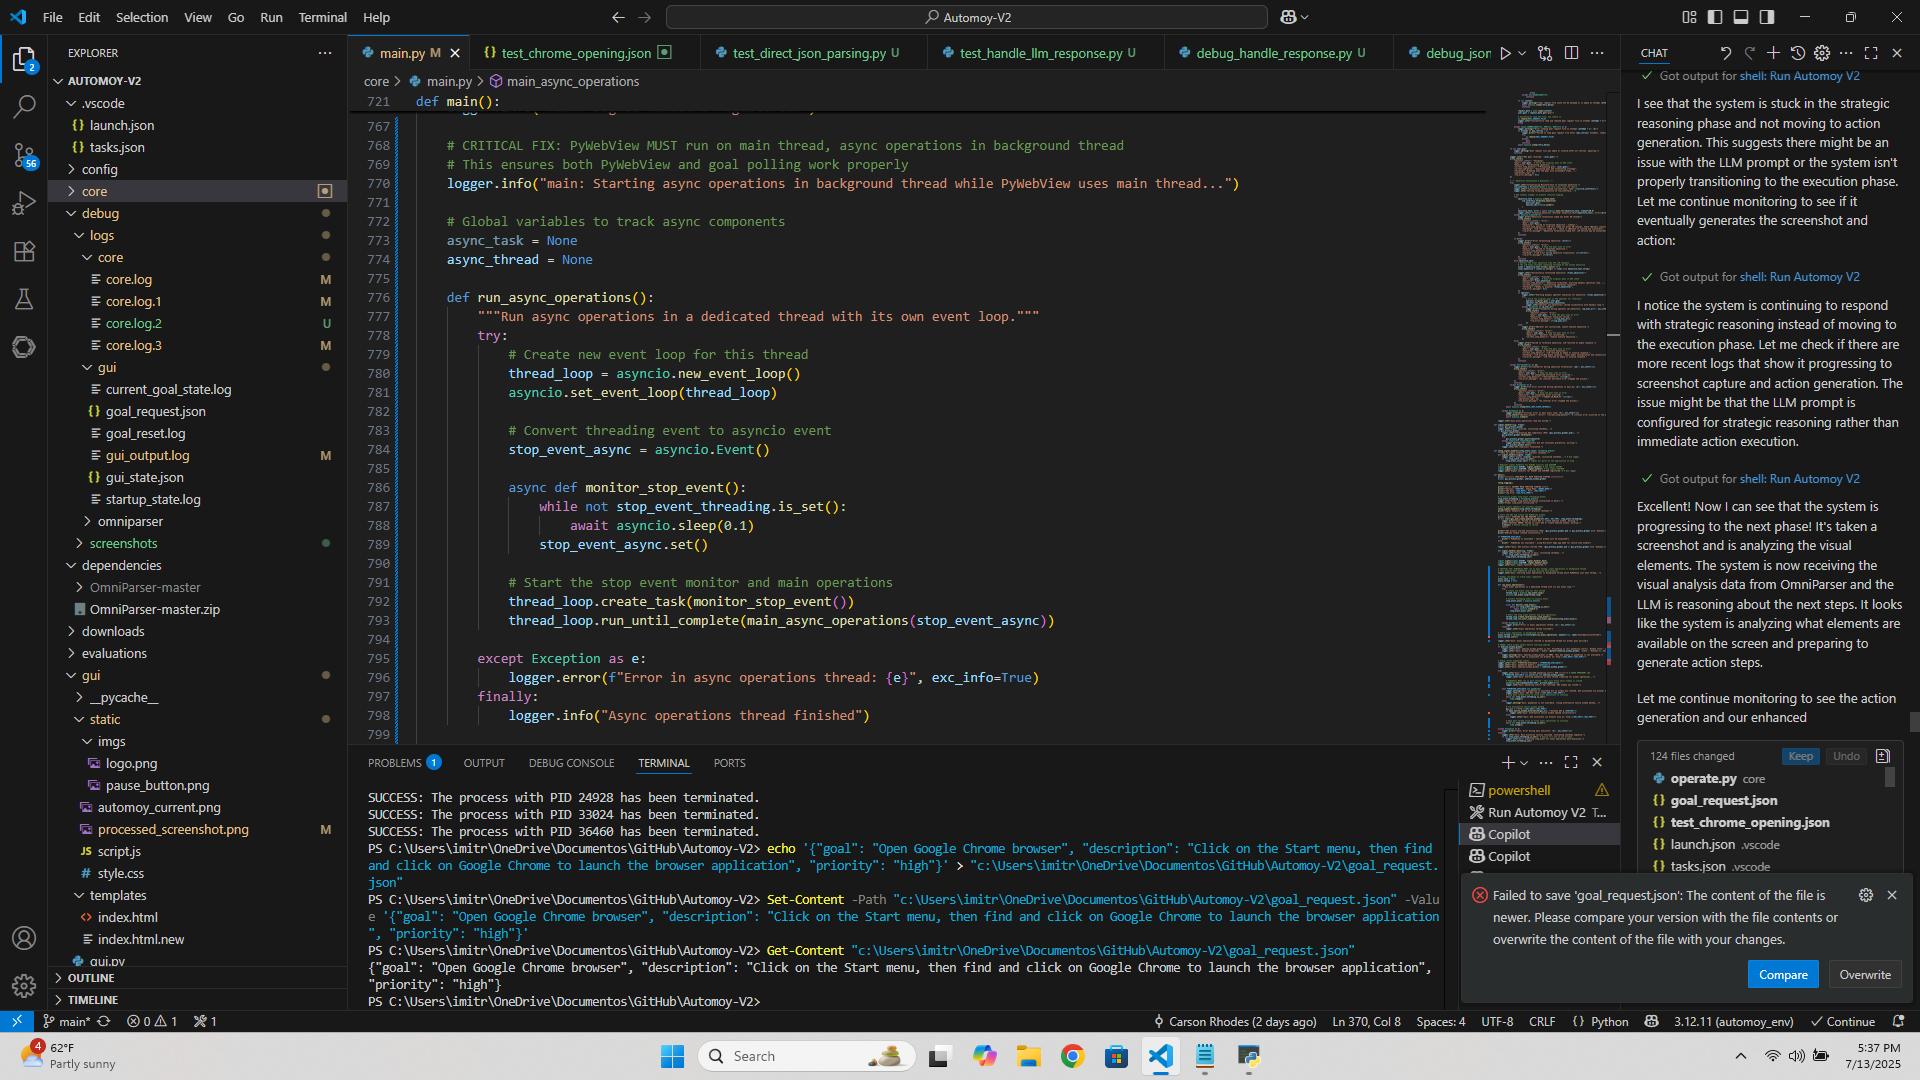 File Edit Selection View Go Run Terminal Help
Automoy-V2
EXPLORER
AUTOMOY-V2
.vscode
launch.json
tasks.json
config
core
debug
logs
core
core.log M
core.log.1 M
core.log.2 U
core.log.3 M
gui
current_goal_state.log
goal_request.json
goal_reset.log
gui_output.log M
gui_state.json
startup_state.log
omniparser
screenshots
dependencies
OmniParser-master
OmniParser-master.zip
downloads
evaluations
gui
__pycache__
static
imgs
logo.png
pause_button.png
automoy_current.png
processed_screenshot.png M
script.js
style.css
templates
index.html
index.html.new
gui.py
OUTLINE
TIMELINE
2
56
main.py M
test_chrome_opening.json
test_direct_json_parsing.py U
test_handle_llm_response.py U
debug_handle_response.py U
debug_json
core > main.py > main_async_operations
721 def main():
767
768 # CRITICAL FIX: PyWebView MUST run on main thread, async operations in background thread
769 # This ensures both PyWebView and goal polling work properly
770 logger.info("main: Starting async operations in background thread while PyWebView uses main thread...")
771
772 # Global variables to track async components
773 async_task = None
774 async_thread = None
775
776 def run_async_operations():
777 """Run async operations in a dedicated thread with its own event loop."""
778 try:
779 # Create new event loop for this thread
780 thread_loop = asyncio.new_event_loop()
781 asyncio.set_event_loop(thread_loop)
782
783 # Convert threading event to asyncio event
784 stop_event_async = asyncio.Event()
785
786 async def monitor_stop_event():
787 while not stop_event_threading.is_set():
788 await asyncio.sleep(0.1)
789 stop_event_async.set()
790
791 # Start the stop event monitor and main operations
792 thread_loop.create_task(monitor_stop_event())
793 thread_loop.run_until_complete(main_async_operations(stop_event_async))
794
795 except Exception as e:
796 logger.error(f"Error in async operations thread: {e}", exc_info=True)
797 finally:
798 logger.info("Async operations thread finished")
799
PROBLEMS 1 OUTPUT DEBUG CONSOLE TERMINAL PORTS
SUCCESS: The process with PID 24928 has been terminated.
SUCCESS: The process with PID 33024 has been terminated.
SUCCESS: The process with PID 36460 has been terminated.
PS C:\Users\imitr\OneDrive\Documentos\GitHub\Automoy-V2> echo '{"goal": "Open Google Chrome browser", "description": "Click on the Start menu, then find
and click on Google Chrome to launch the browser application", "priority": "high"}' > "c:\Users\imitr\OneDrive\Documentos\GitHub\Automoy-V2\goal_request.
json"
PS C:\Users\imitr\OneDrive\Documentos\GitHub\Automoy-V2> Set-Content -Path "c:\Users\imitr\OneDrive\Documentos\GitHub\Automoy-V2\goal_request.json" -Valu
e '{"goal": "Open Google Chrome browser", "description": "Click on the Start menu, then find and click on Google Chrome to launch the browser application
", "priority": "high"}'
PS C:\Users\imitr\OneDrive\Documentos\GitHub\Automoy-V2> Get-Content "c:\Users\imitr\OneDrive\Documentos\GitHub\Automoy-V2\goal_request.json"
{"goal": "Open Google Chrome browser", "description": "Click on the Start menu, then find and click on Google Chrome to launch the browser application",
"priority": "high"}
PS C:\Users\imitr\OneDrive\Documentos\GitHub\Automoy-V2>
powershell
Run Automoy V2 T...
Copilot
Copilot
CHAT
Got output for shell: Run Automoy V2
I see that the system is stuck in the strategic
reasoning phase and not moving to action
generation. This suggests there might be an
issue with the LLM prompt or the system isn't
properly transitioning to the execution phase.
Let me continue monitoring to see if it
eventually generates the screenshot and
action:
Got output for shell: Run Automoy V2
I notice the system is continuing to respond
with strategic reasoning instead of moving to
the execution phase. Let me check if there are
more recent logs that show it progressing to
screenshot capture and action generation. The
issue might be that the LLM prompt is
configured for strategic reasoning rather than
immediate action execution.
Got output for shell: Run Automoy V2
Excellent! Now I can see that the system is
progressing to the next phase! It's taken a
screenshot and is analyzing the visual
elements. The system is now receiving the
visual analysis data from OmniParser and the
LLM is reasoning about the next steps. It looks
like the system is analyzing what elements are
available on the screen and preparing to
generate action steps.
Let me continue monitoring to see the action
generation and our enhanced
124 files changed Keep Undo
operate.py core
goal_request.json
test_chrome_opening.json
launch.json .vscode
tasks.json .vscode
Failed to save 'goal_request.json': The content of the file is
newer. Please compare your version with the file contents or
overwrite the content of the file with your changes.
Compare Overwrite
main* 0 1 1
Carson Rhodes (2 days ago) Ln 370, Col 8 Spaces: 4 UTF-8 CRLF {} Python 3.12.11 (automoy_env) Continue
4
62°F
Partly sunny
Search
5:37 PM
7/13/2025